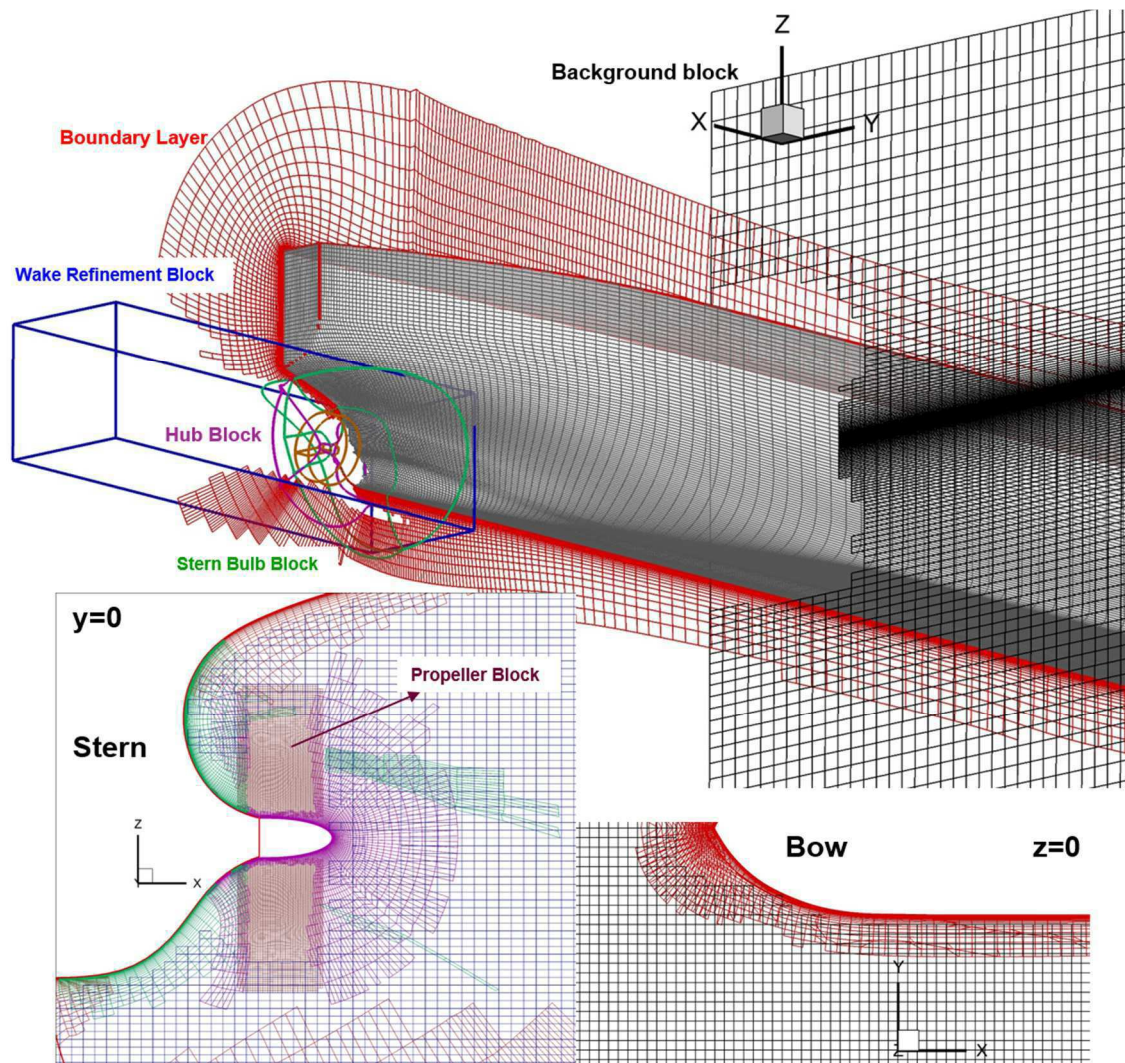 Z
Background block
X
Y
Boundary Layer
Wake Refinement Block
Hub Block
Stern Bulb Block
y=0
Propeller Block
Stern
Z
X
Bow
z=0
Y
Z
X